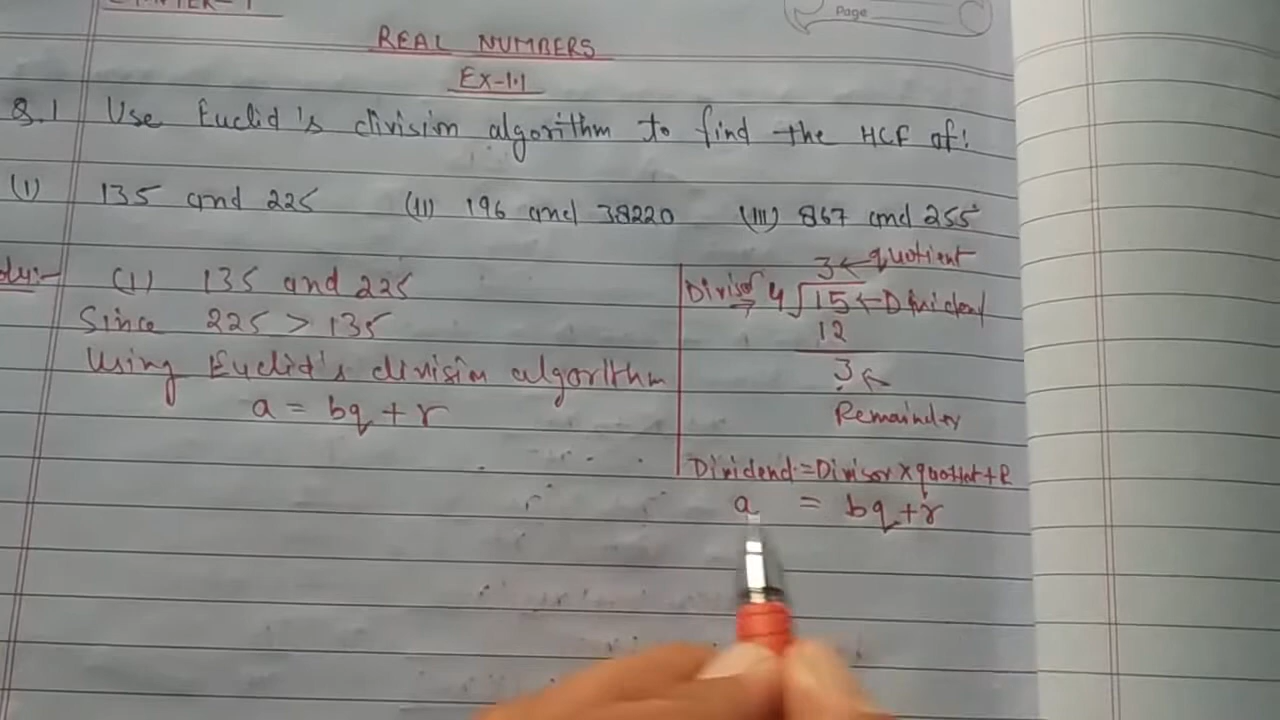 Page
REAL NUMBERS
EX-1.1
Q.1 Use Euclid's division algorithm to find the HCF of:
(I) 135 and 225 (II) 196 and 38220 (III) 867 and 255
(I) 135 and 225
Since 225 > 135
Using Euclid's division algorithm
a = bq + r
3 ← quotient
Divisor → 4 √15 ← Dividend
12
3 ←
Remainder
Dividend = Divisor × quotient + R
a = bq + r